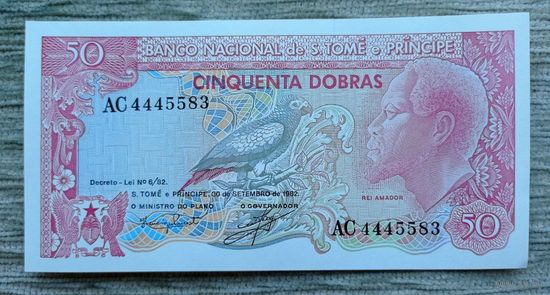 50 BANCO NACIONAL de S. TOMÉ e PRÍNCIPE
CINQUENTA DOBRAS
AC 4445583
Decreto - Lei Nº 6/82.
S. TOMÉ e PRÍNCIPE, 30 de SETEMBRO de 1982.
O MINISTRO DO PLANO O GOVERNADOR
REI AMADOR
AC 4445583
50